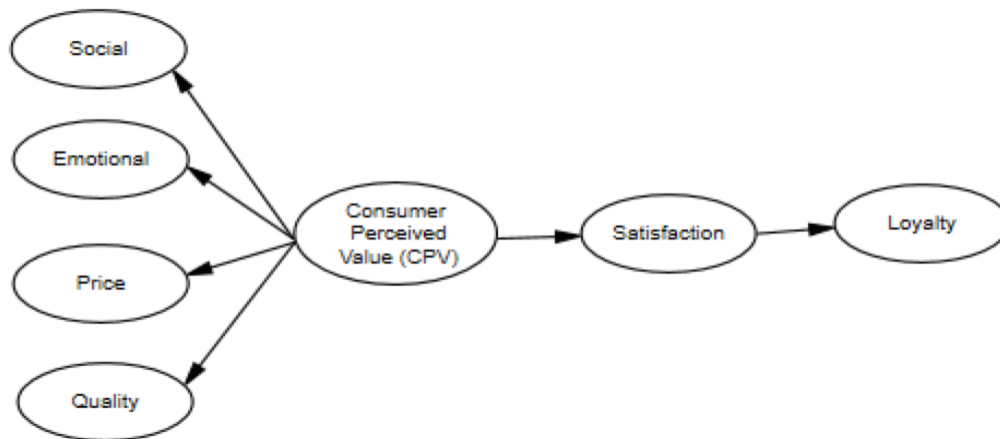 Social
Emotional
Price
Quality
Consumer
Perceived
Value (CPV)
Satisfaction
Loyalty